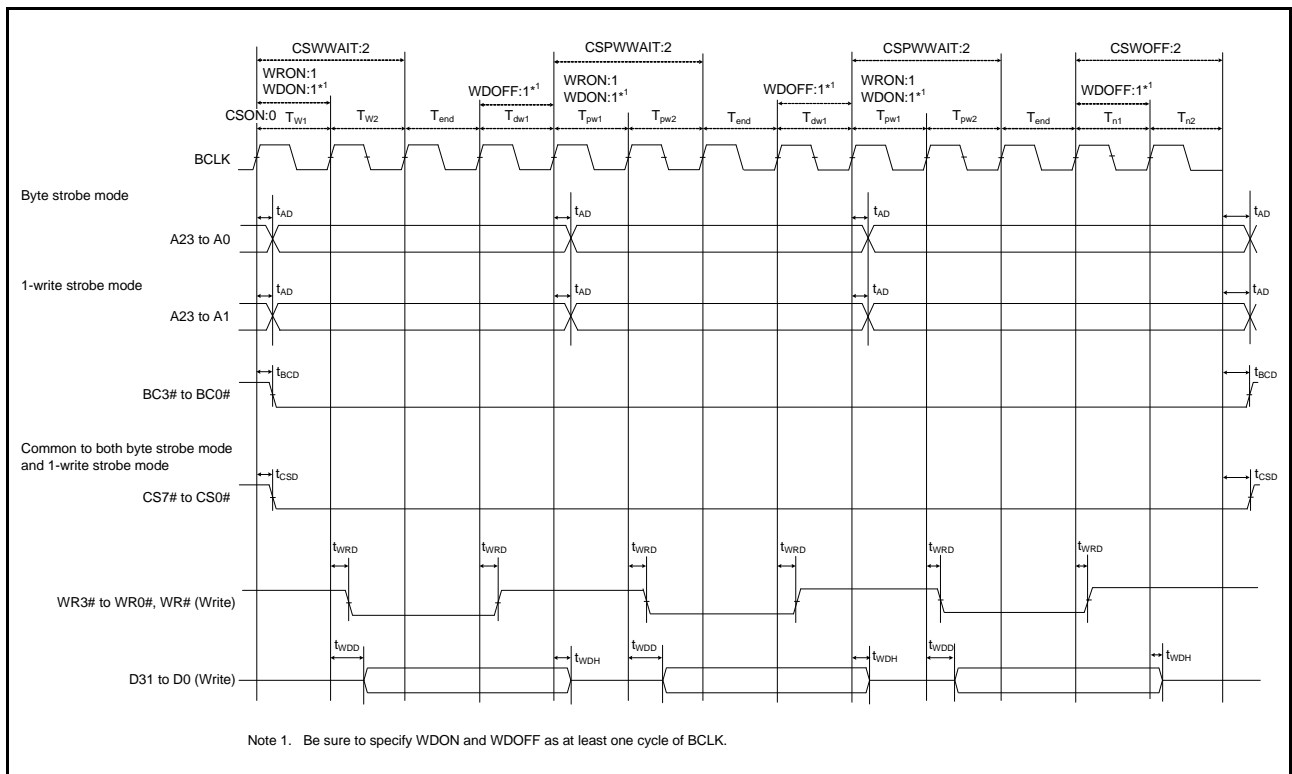 CSWWAIT:2 CSPWWAIT:2 CSPWWAIT:2 CSWOFF:2
WRON:1 WRON:1 WRON:1
WDON:1*1 WDOFF:1*1 WDON:1*1 WDOFF:1*1 WDON:1*1 WDOFF:1*1
CSON:0 TW1 TW2 Tend Tdw1 Tpw1 Tpw2 Tend Tdw1 Tpw1 Tpw2 Tend Tn1 Tn2
BCLK
Byte strobe mode
tAD tAD tAD tAD
A23 to A0
1-write strobe mode
tAD tAD tAD tAD
A23 to A1
tBCD tBCD
BC3# to BC0#
Common to both byte strobe mode
and 1-write strobe mode
tCSD tCSD
CS7# to CS0#
tWRD tWRD tWRD tWRD tWRD tWRD
WR3# to WR0#, WR# (Write)
tWDD tWDH tWDD tWDH tWDD tWDH
D31 to D0 (Write)
Note 1. Be sure to specify WDON and WDOFF as at least one cycle of BCLK.